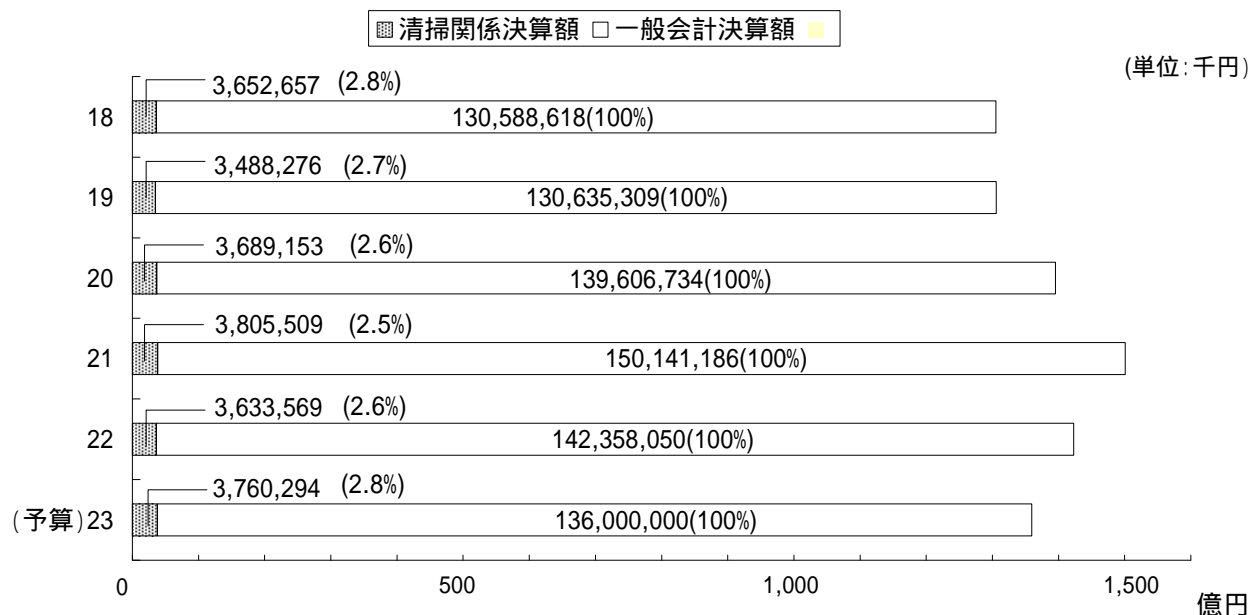 清掃関係決算額 一般会計決算額
(単位:千円)
3,652,657 (2.8%)
18 130,588,618(100%)
3,488,276 (2.7%)
19 130,635,309(100%)
3,689,153 (2.6%)
20 139,606,734(100%)
3,805,509 (2.5%)
21 150,141,186(100%)
3,633,569 (2.6%)
22 142,358,050(100%)
3,760,294 (2.8%)
(予算)23 136,000,000(100%)
0 500 1,000 1,500
億円